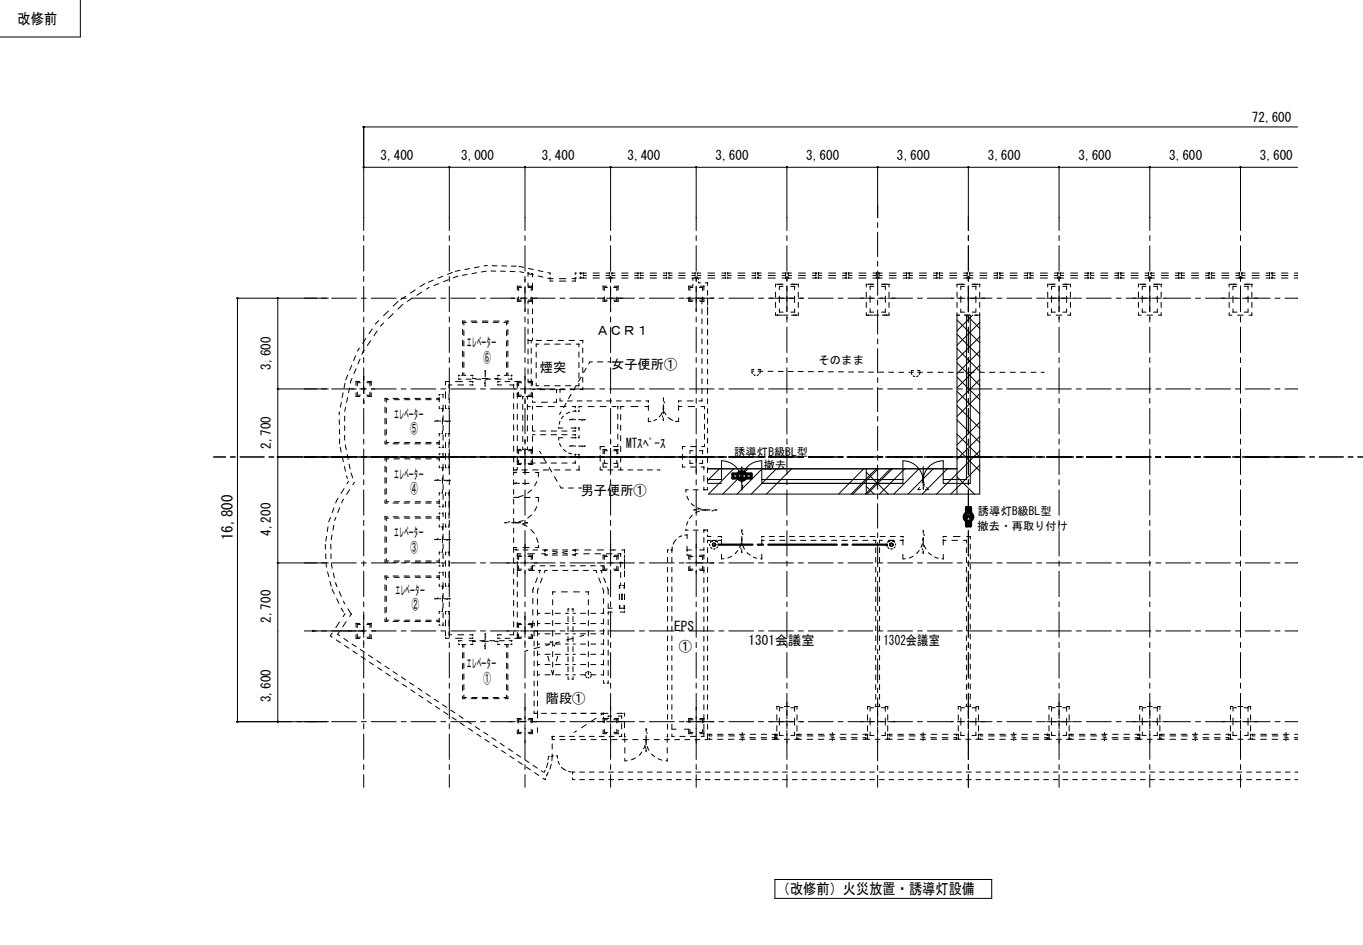 改修前
72,600
3,400
3,000
3,400
3,400
3,600
3,600
3,600
3,600
3,600
3,600
3,600
16,800
3,600
2,700
4,200
2,700
3,600
ACR1
エレベーター
⑥
煙突
女子便所①
そのまま
エレベーター
⑤
MTスペース
誘導灯B級BL型
撤去
エレベーター
④
男子便所①
誘導灯B級BL型
撤去・再取り付け
エレベーター
③
エレベーター
②
EPS
①
1301会議室
1302会議室
エレベーター
①
階段①
(改修前) 火災放置・誘導灯設備